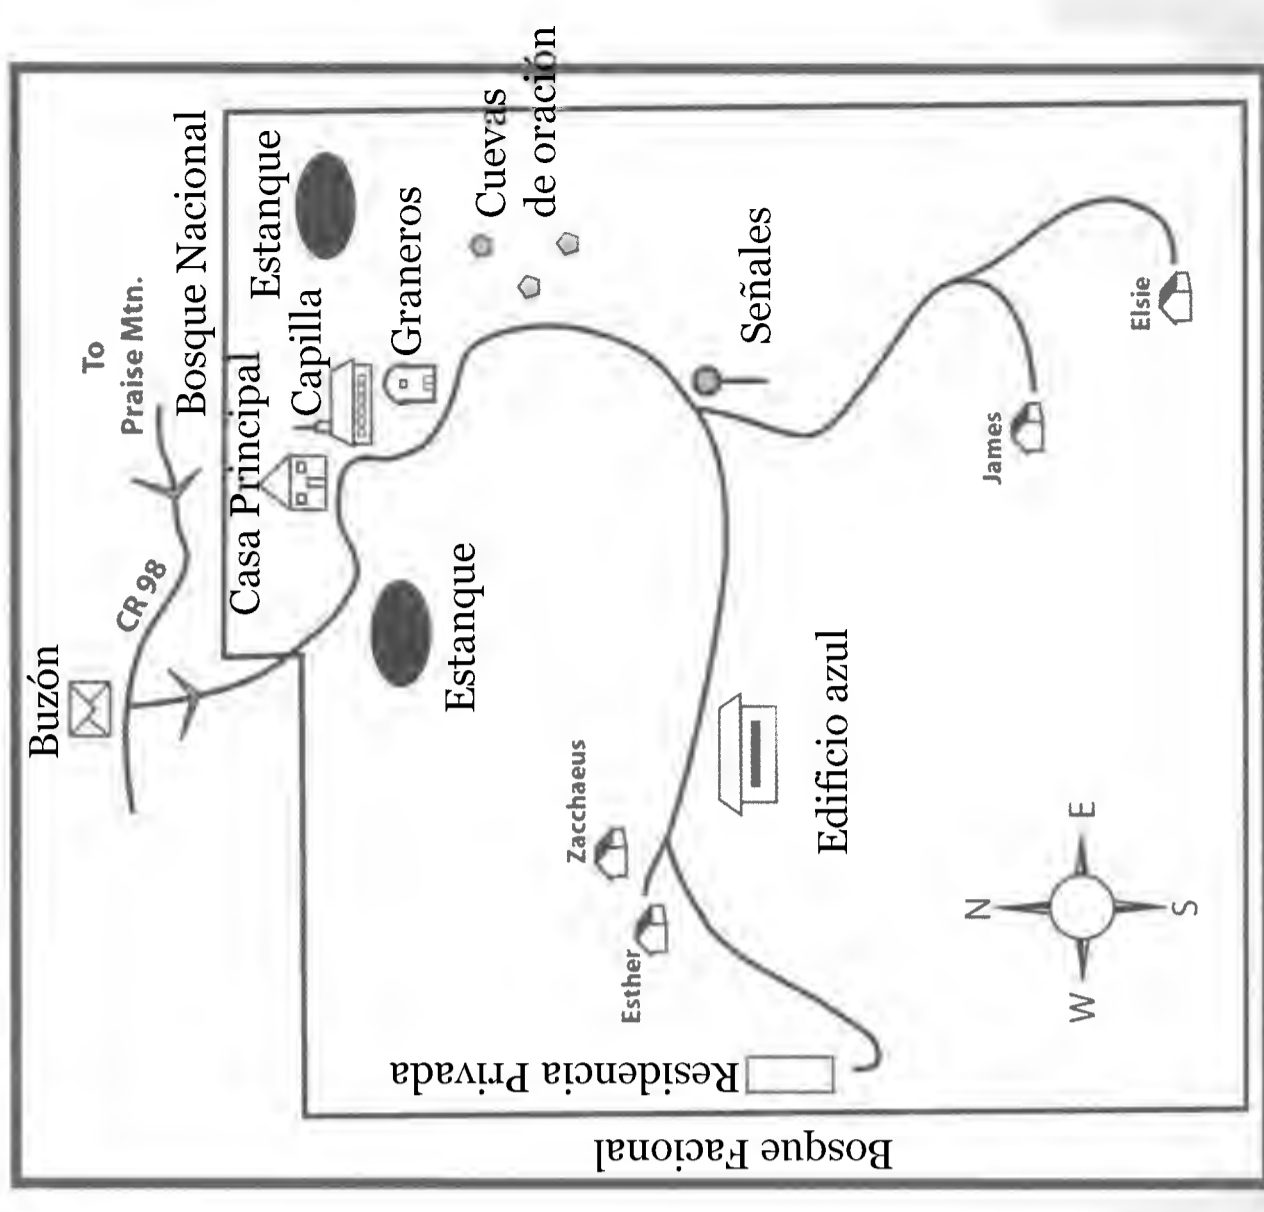 Buzón
To
Praise Mtn.
CR 98
Bosque Nacional
Casa Principal
Estanque
Capilla
Graneros
Cuevas
de oración
Estanque
Señales
Zacchaeus
Esther
Edificio azul
James
Elsie
Residencia Privada
Bosque Facional
N
E
S
W